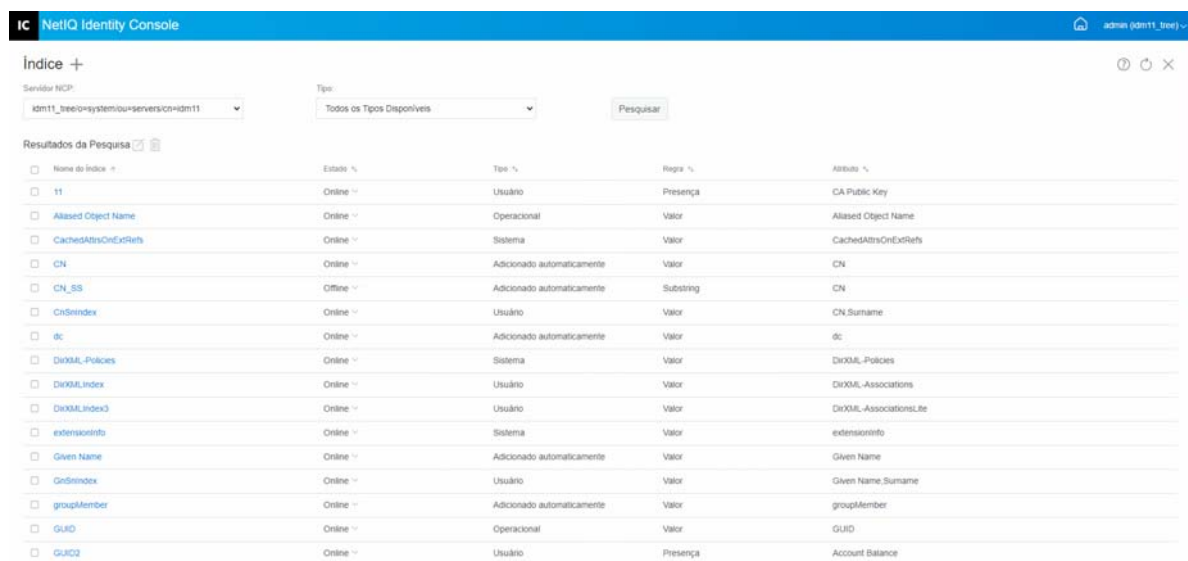 IC NetIQ Identity Console admin (idm11_tree)
Índice +
Servidor NCP: Tipo:
idm11_tree/o=system/ou=servers/cn=idm11 Todos os Tipos Disponíveis Pesquisar
Resultados da Pesquisa
Nome do Índice Estado Tipo Regra Atributo
11 Online Usuário Presença CA Public Key
Aliased Object Name Online Operacional Valor Aliased Object Name
CachedAttrsOnExtRefs Online Sistema Valor CachedAttrsOnExtRefs
CN Online Adicionado automaticamente Valor CN
CN_SS Offline Adicionado automaticamente Substring CN
CnSnIndex Online Usuário Valor CN,Surname
dc Online Adicionado automaticamente Valor dc
DirXML-Policies Online Sistema Valor DirXML-Policies
DirXMLIndex Online Usuário Valor DirXML-Associations
DirXMLIndex3 Online Usuário Valor DirXML-AssociationsLite
extensionInfo Online Sistema Valor extensionInfo
Given Name Online Adicionado automaticamente Valor Given Name
GnSnIndex Online Usuário Valor Given Name,Surname
groupMember Online Adicionado automaticamente Valor groupMember
GUID Online Operacional Valor GUID
GUID2 Online Usuário Presença Account Balance